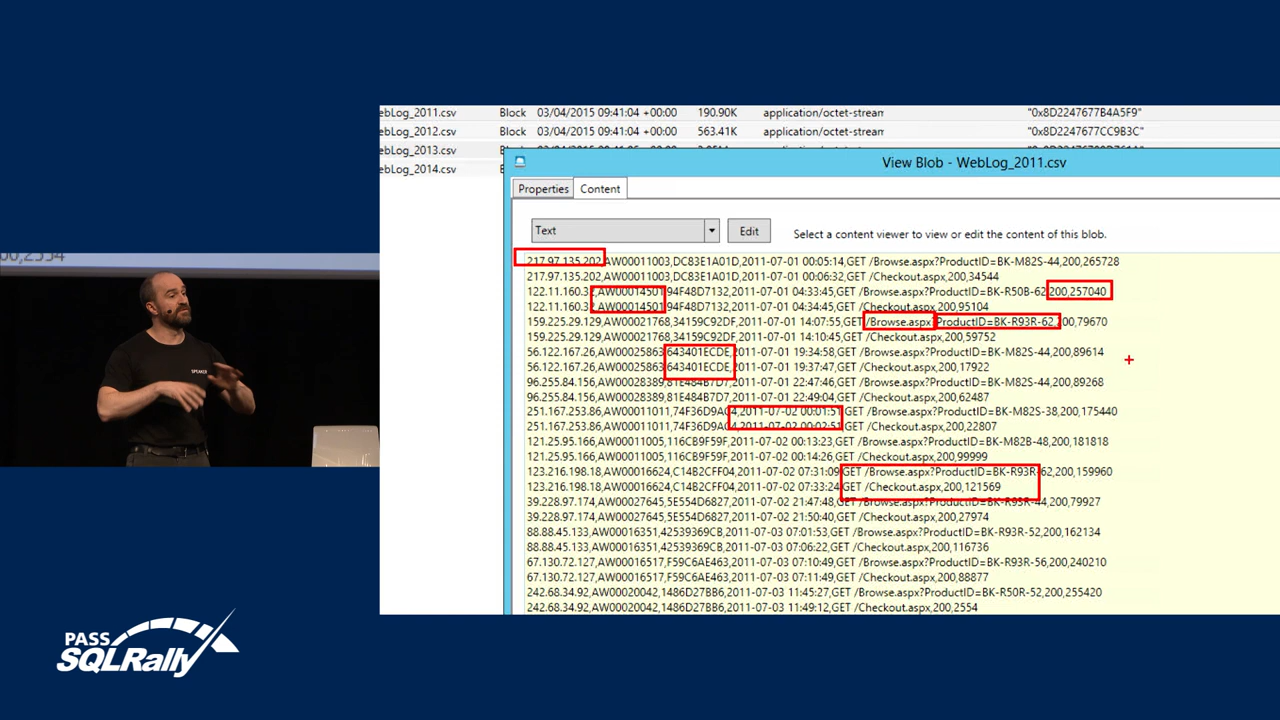 ebLog_2011.csv Block 03/04/2015 09:41:04 +00:00 190.90K application/octet-stream "0x8D2247677B4A5F9"
ebLog_2012.csv Block 03/04/2015 09:41:04 +00:00 563.41K application/octet-stream "0x8D2247677CC9B3C"
ebLog_2013.csv
ebLog_2014.csv
View Blob - WebLog_2011.csv
Properties Content
Text Edit Select a content viewer to view or edit the content of this blob.
217.97.135.202,AW00011003,DC83E1A01D,2011-07-01 00:05:14,GET /Browse.aspx?ProductID=BK-M82S-44,200,265728
217.97.135.202,AW00011003,DC83E1A01D,2011-07-01 00:06:32,GET /Checkout.aspx,200,34544
122.11.160.32,AW00014501,94F48D7132,2011-07-01 04:33:45,GET /Browse.aspx?ProductID=BK-R50B-62,200,257040
122.11.160.32,AW00014501,94F48D7132,2011-07-01 04:34:45,GET /Checkout.aspx,200,95104
159.225.29.129,AW00021768,34159C92DF,2011-07-01 14:07:55,GET /Browse.aspx?ProductID=BK-R93R-62,200,79670
159.225.29.129,AW00021768,34159C92DF,2011-07-01 14:10:45,GET /Checkout.aspx,200,59752
56.122.167.26,AW00025863,643401ECDE,2011-07-01 19:34:58,GET /Browse.aspx?ProductID=BK-M82S-44,200,89614
56.122.167.26,AW00025863,643401ECDE,2011-07-01 19:37:47,GET /Checkout.aspx,200,17922
96.255.84.156,AW00028389,81E484B7D7,2011-07-01 22:47:46,GET /Browse.aspx?ProductID=BK-M82S-44,200,89268
96.255.84.156,AW00028389,81E484B7D7,2011-07-01 22:49:04,GET /Checkout.aspx,200,62487
251.167.253.86,AW00011011,74F36D9AC4,2011-07-02 00:01:51,GET /Browse.aspx?ProductID=BK-M82S-38,200,175440
251.167.253.86,AW00011011,74F36D9AC4,2011-07-02 00:02:51,GET /Checkout.aspx,200,22807
121.25.95.166,AW00011005,116CB9F59F,2011-07-02 00:13:23,GET /Browse.aspx?ProductID=BK-M82B-48,200,181818
121.25.95.166,AW00011005,116CB9F59F,2011-07-02 00:14:26,GET /Checkout.aspx,200,99999
123.216.198.18,AW00016624,C14B2CFF04,2011-07-02 07:31:09,GET /Browse.aspx?ProductID=BK-R93R-62,200,159960
123.216.198.18,AW00016624,C14B2CFF04,2011-07-02 07:33:24,GET /Checkout.aspx,200,121569
39.228.97.174,AW00027645,5E554D6827,2011-07-02 21:47:48,GET /Browse.aspx?ProductID=BK-R93R-44,200,79927
39.228.97.174,AW00027645,5E554D6827,2011-07-02 21:50:40,GET /Checkout.aspx,200,27974
88.88.45.133,AW00016351,42539369CB,2011-07-03 07:01:53,GET /Browse.aspx?ProductID=BK-R93R-52,200,162134
88.88.45.133,AW00016351,42539369CB,2011-07-03 07:06:22,GET /Checkout.aspx,200,116736
67.130.72.127,AW00016517,F59C6AE463,2011-07-03 07:10:49,GET /Browse.aspx?ProductID=BK-R93R-56,200,240210
67.130.72.127,AW00016517,F59C6AE463,2011-07-03 07:11:49,GET /Checkout.aspx,200,88877
242.68.34.92,AW00020042,1486D27BB6,2011-07-03 11:45:27,GET /Browse.aspx?ProductID=BK-R50R-52,200,255420
242.68.34.92,AW00020042,1486D27BB6,2011-07-03 11:49:12,GET /Checkout.aspx,200,2554
SPEAKER
PASS
SQLRally